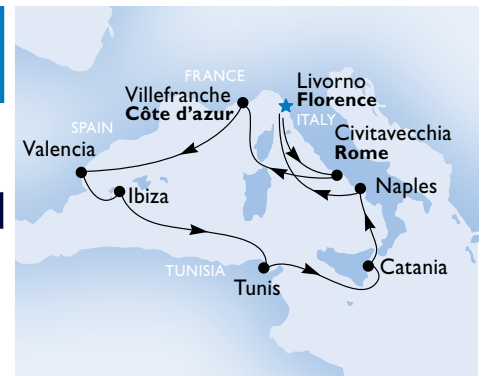 FRANCE
Villefranche
Côte d'azur
Livorno
Florence
ITALY
SPAIN
Civitavecchia
Rome
Valencia
Ibiza
Naples
TUNISIA
Tunis
Catania